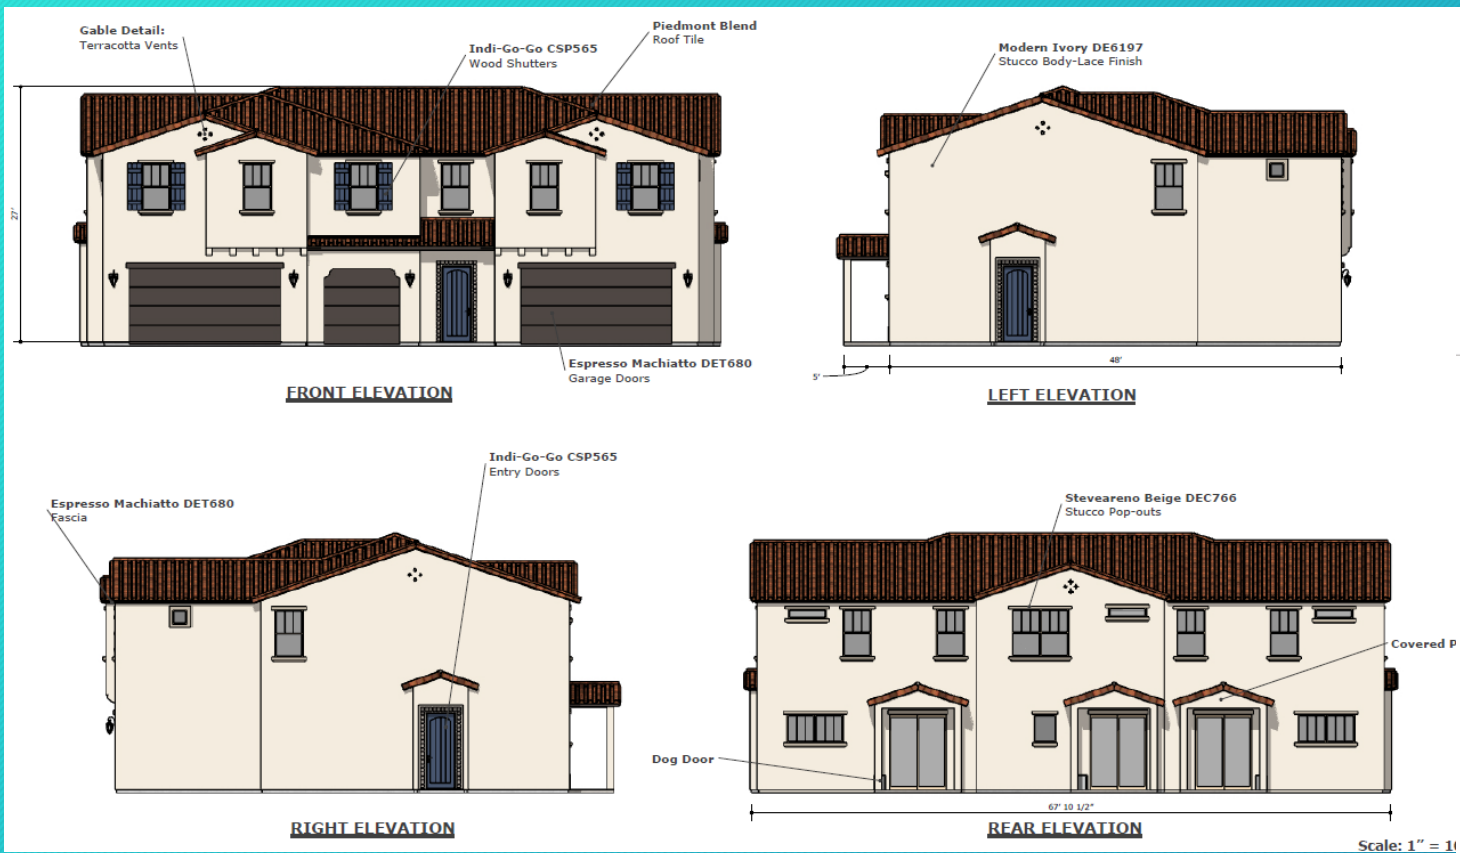 Gable Detail:
Terracotta Vents
Indi-Go-Go CSP565
Wood Shutters
Piedmont Blend
Roof Tile
27'
Espresso Machiatto DET680
Garage Doors
FRONT ELEVATION
Modern Ivory DE6197
Stucco Body-Lace Finish
5'
48'
LEFT ELEVATION
Espresso Machiatto DET680
Fascia
Indi-Go-Go CSP565
Entry Doors
RIGHT ELEVATION
Steveareno Beige DEC766
Stucco Pop-outs
Covered
Dog Door
67' 10 1/2"
REAR ELEVATION
Scale: 1" =